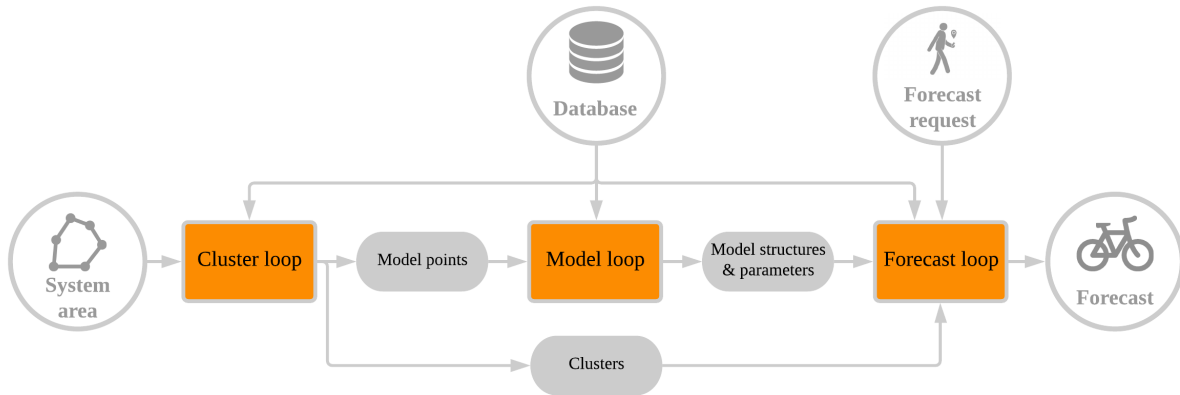 Database
Forecast
request
System
area
Cluster loop
Model points
Model loop
Model structures
& parameters
Forecast loop
Forecast
Clusters